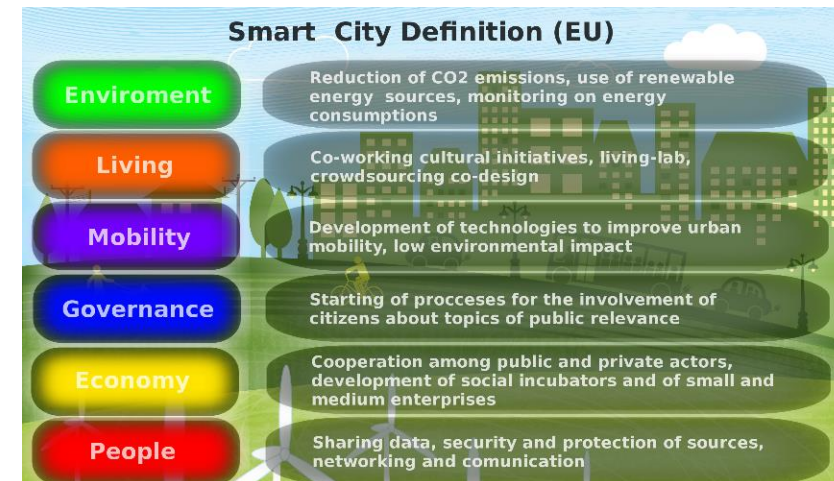 Smart City Definition (EU)
Enviroment
Reduction of CO2 emissions, use of renewable
energy sources, monitoring on energy
consumptions
Living
Co-working cultural initiatives, living-lab,
crowdsourcing co-design
Mobility
Development of technologies to improve urban
mobility, low environmental impact
Governance
Starting of procceses for the involvement of
citizens about topics of public relevance
Economy
Cooperation among public and private actors,
development of social incubators and of small and
medium enterprises
People
Sharing data, security and protection of sources,
networking and comunication